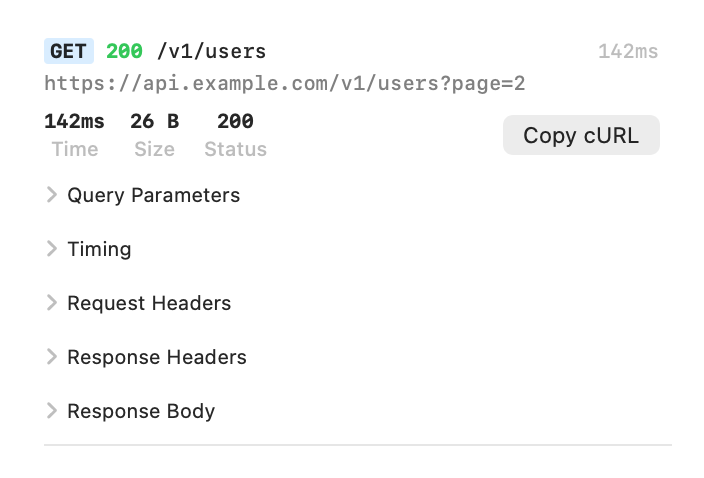 GET 200 /v1/users 142ms
https://api.example.com/v1/users?page=2
142ms 26 B 200
Time Size Status
Copy cURL
Query Parameters
Timing
Request Headers
Response Headers
Response Body